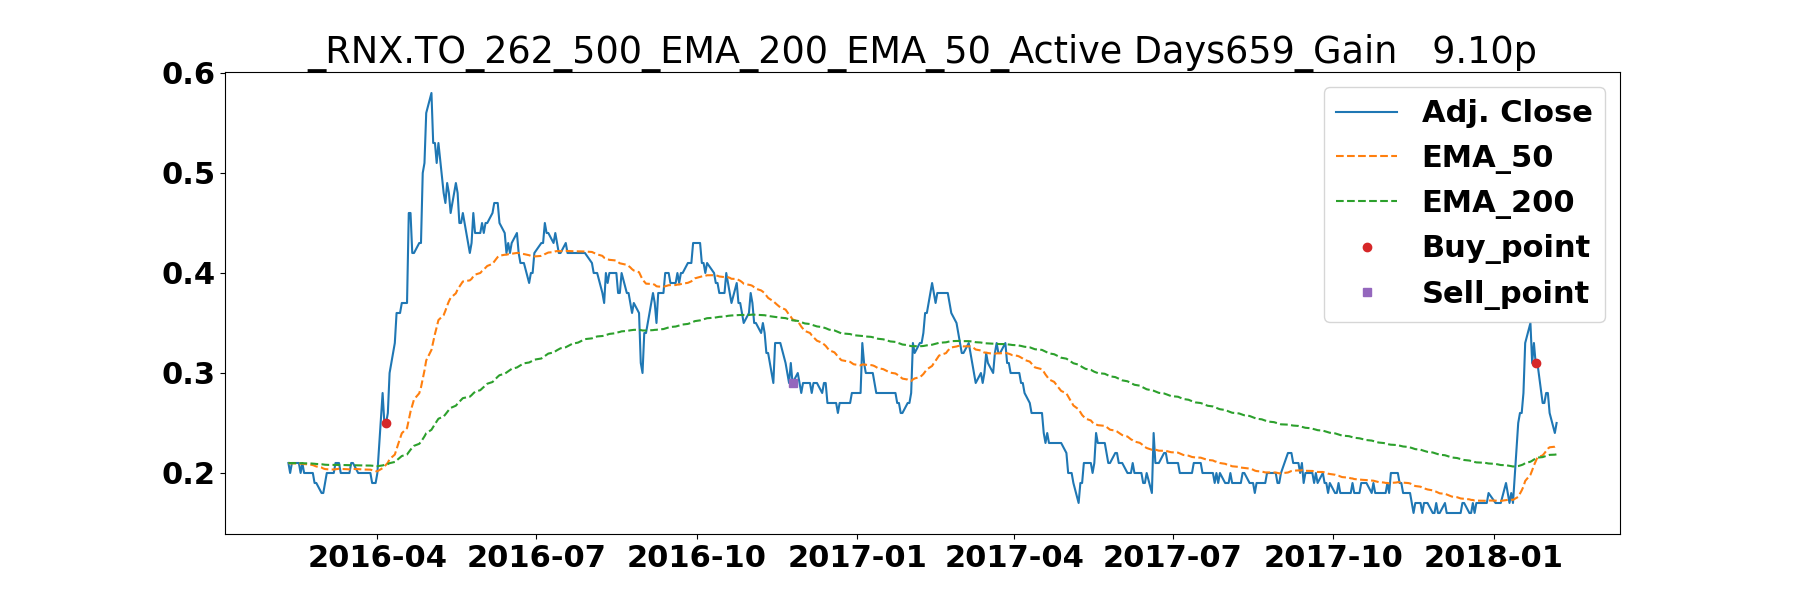 _RNX.TO_262_500_EMA_200_EMA_50_Active Days659_Gain   9.10p
0.6
0.5
0.4
0.3
0.2
Adj. Close
EMA_50
EMA_200
Buy_point
Sell_point
2016-04 2016-07 2016-10 2017-01 2017-04 2017-07 2017-10 2018-01